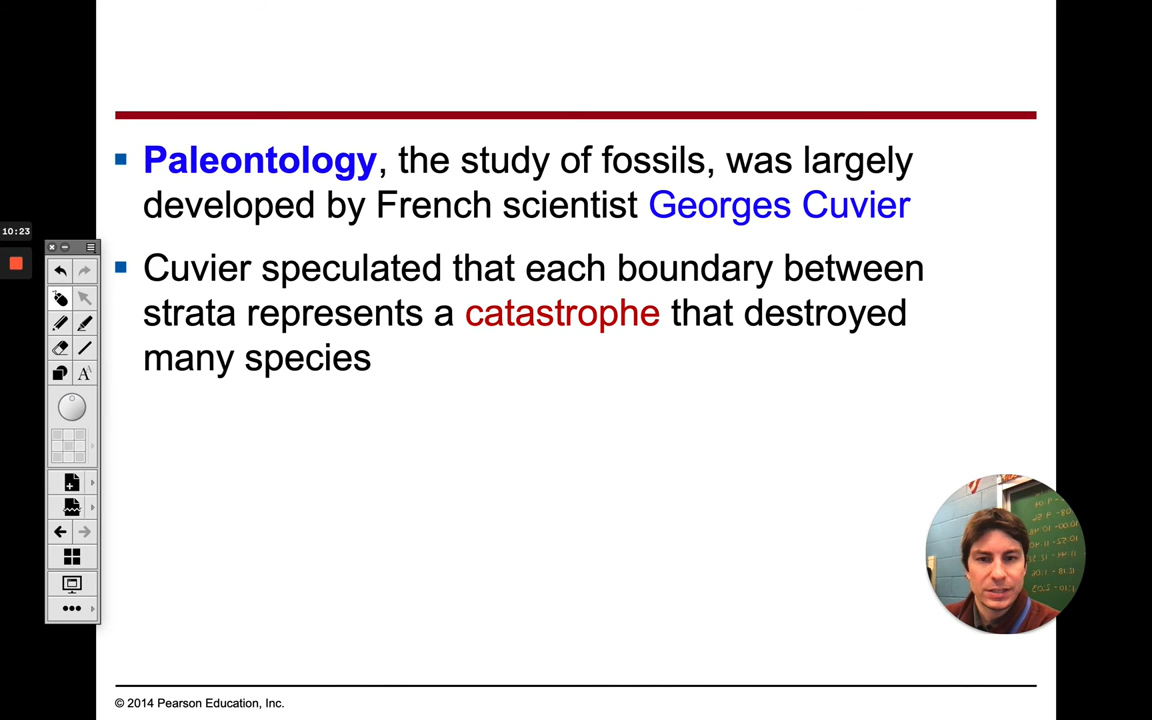 Paleontology, the study of fossils, was largely
developed by French scientist Georges Cuvier
10:23
Cuvier speculated that each boundary between
strata represents a catastrophe that destroyed
many species
A
© 2014 Pearson Education, Inc.